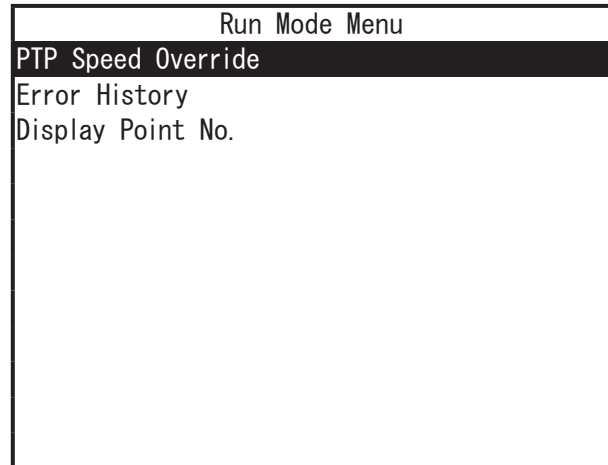 Run Mode Menu
PTP Speed Override
Error History
Display Point No.